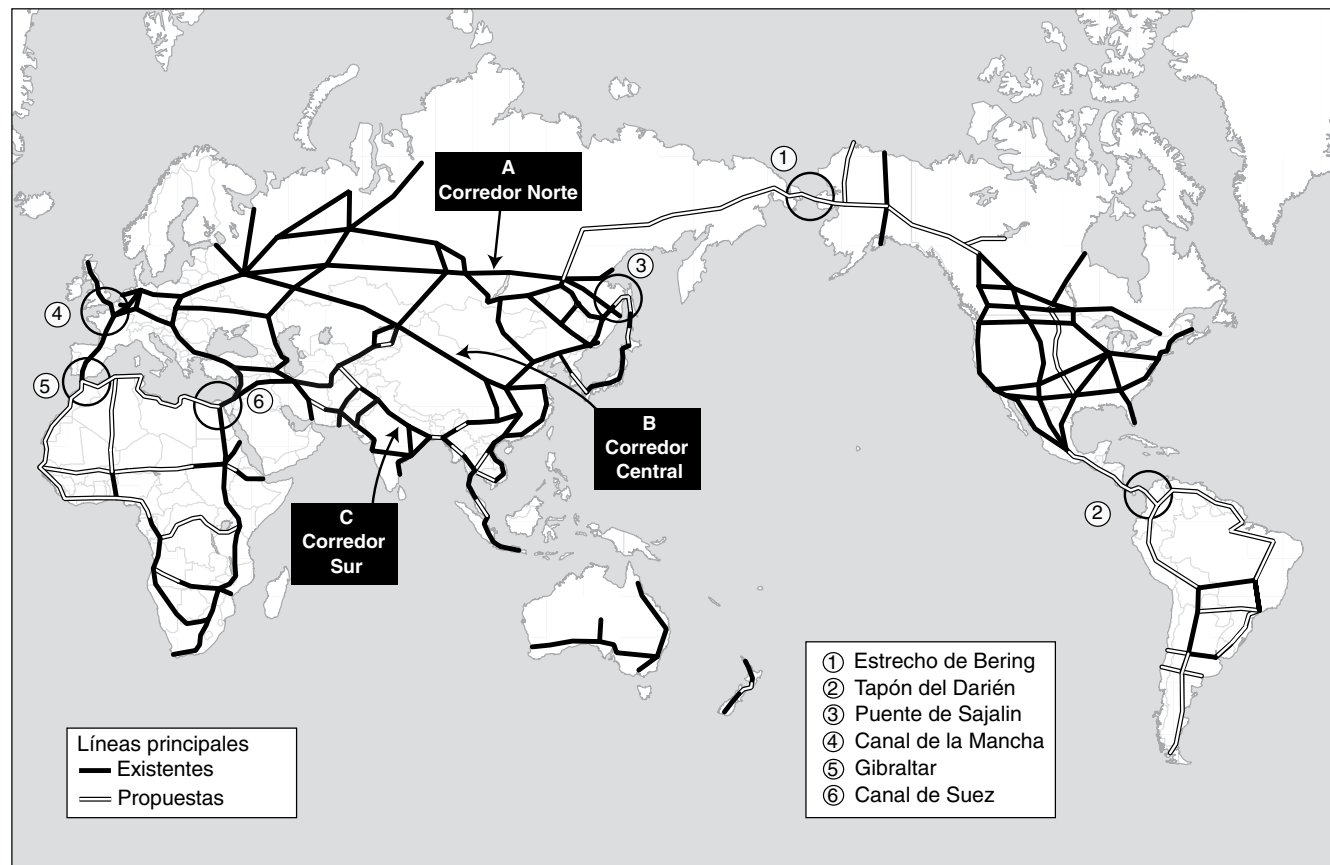 A
Corredor Norte
1
3
4
5
6
B
Corredor
Central
C
Corredor
Sur
2
Líneas principales
Existentes
Propuestas
1 Estrecho de Bering
2 Tapón del Darién
3 Puente de Sajalin
4 Canal de la Mancha
5 Gibraltar
6 Canal de Suez